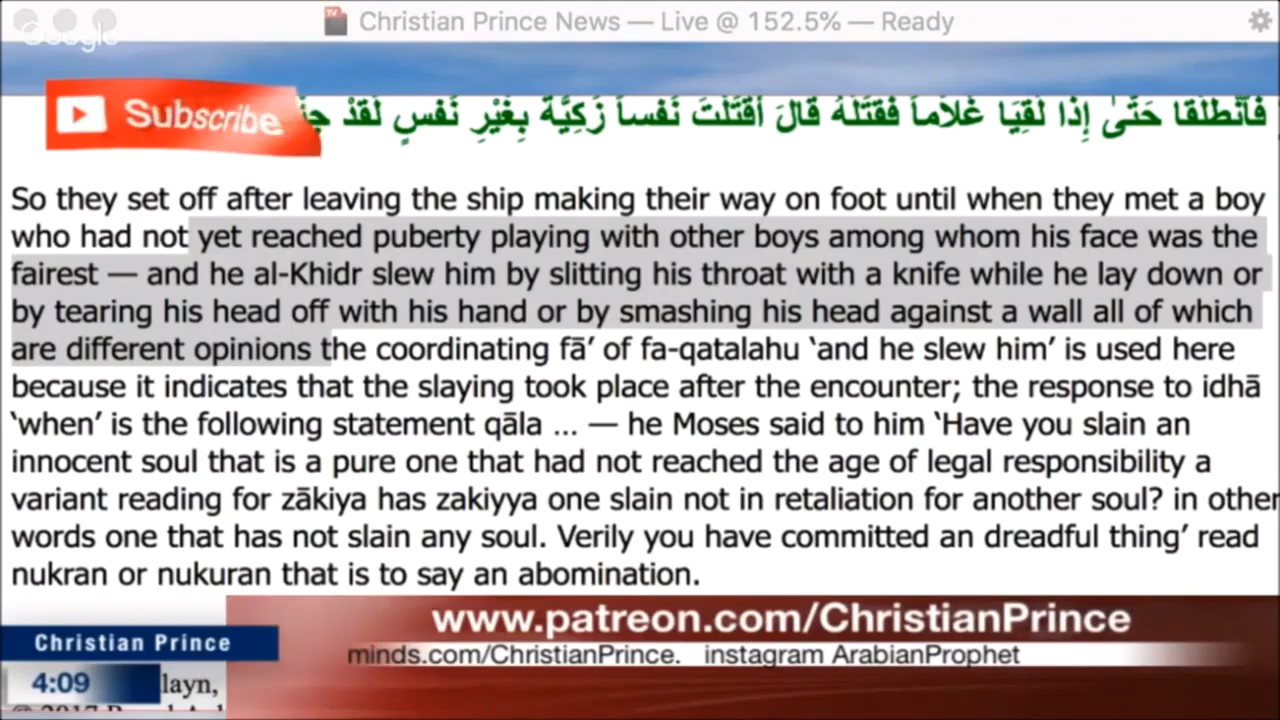 Christian Prince News — Live @ 152.5% — Ready
Google
Subscribe
فَٱنْطَلَقَا حَتَّىٰ إِذَا لَقِيَا غُلاَماً فَقَتَلَهُ قَالَ أَقَتَلْتَ نَفْساً زَكِيَّةً بِغَيْرِ نَفْسٍ لَقَدْ
So they set off after leaving the ship making their way on foot until when they met a boy
who had not yet reached puberty playing with other boys among whom his face was the
fairest — and he al-Khidr slew him by slitting his throat with a knife while he lay down or
by tearing his head off with his hand or by smashing his head against a wall all of which
are different opinions the coordinating fā’ of fa-qatalahu ‘and he slew him’ is used here
because it indicates that the slaying took place after the encounter; the response to idhā
‘when’ is the following statement qāla ... — he Moses said to him ‘Have you slain an
innocent soul that is a pure one that had not reached the age of legal responsibility a
variant reading for zākiya has zakiyya one slain not in retaliation for another soul? in other
words one that has not slain any soul. Verily you have committed an dreadful thing’ read
nukran or nukuran that is to say an abomination.
www.patreon.com/ChristianPrince
Christian Prince
minds.com/ChristianPrince. instagram ArabianProphet
4:09
layn,